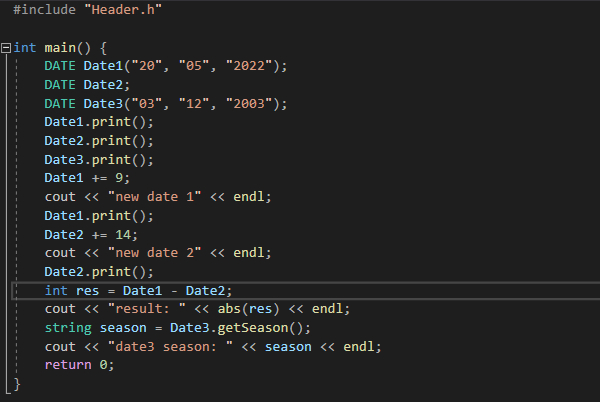 #include "Header.h"
int main() {
DATE Date1("20", "05", "2022");
DATE Date2;
DATE Date3("03", "12", "2003");
Date1.print();
Date2.print();
Date3.print();
Date1 += 9;
cout << "new date 1" << endl;
Date1.print();
Date2 += 14;
cout << "new date 2" << endl;
Date2.print();
int res = Date1 - Date2;
cout << "result: " << abs(res) << endl;
string season = Date3.getSeason();
cout << "date3 season: " << season << endl;
return 0;
}